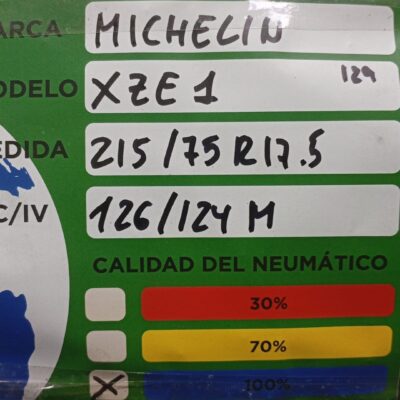 ARCA MICHELIN
ODELO XZE 1 129
EDIDA 215/75 R17.5
C/IV 126/124 M
CALIDAD DEL NEUMÁTICO
30%
70%
X 100%